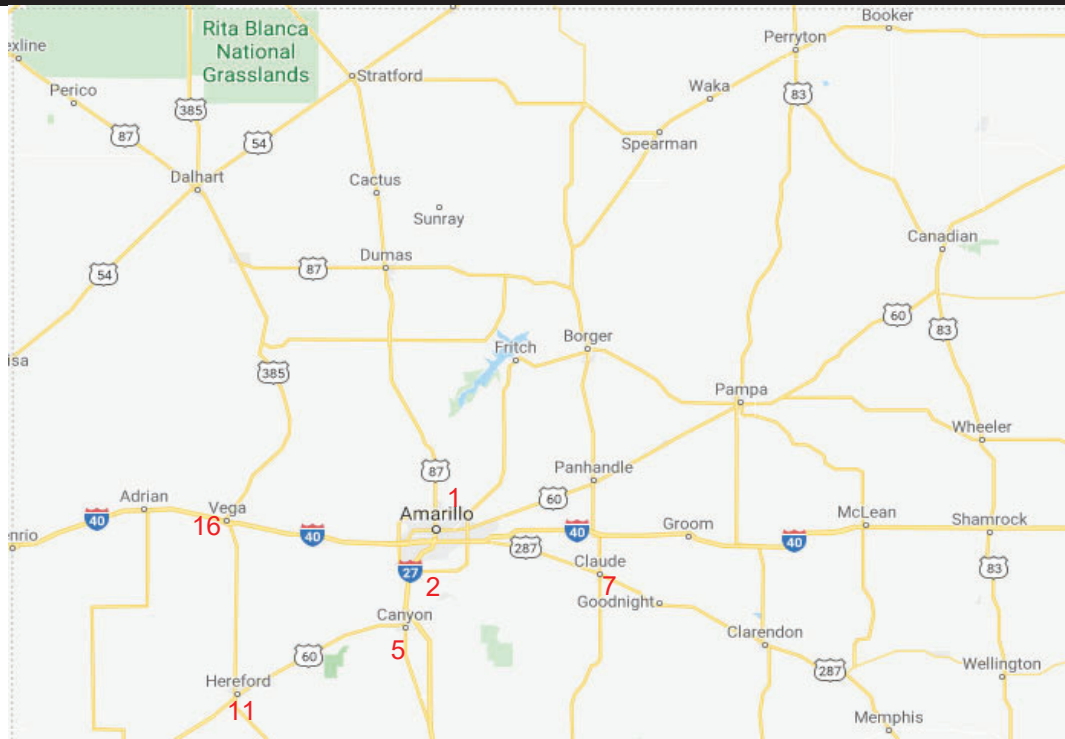 Booker
Rita Blanca
National
Grasslands
exline
Perryton
Stratford
Perico
Waka
83
385
87
54
Spearman
Dalhart
Cactus
Sunray
Canadian
Dumas
87
54
60
83
Borger
Fritch
isa
385
Pampa
Wheeler
87
Panhandle
1
60
Adrian
Vega
Amarillo
McLean
Shamrock
40
16
40
40
Groom
40
enrio
287
Claude
83
27
2
7
Goodnight
Canyon
5
Clarendon
60
287
Wellington
Hereford
11
Memphis